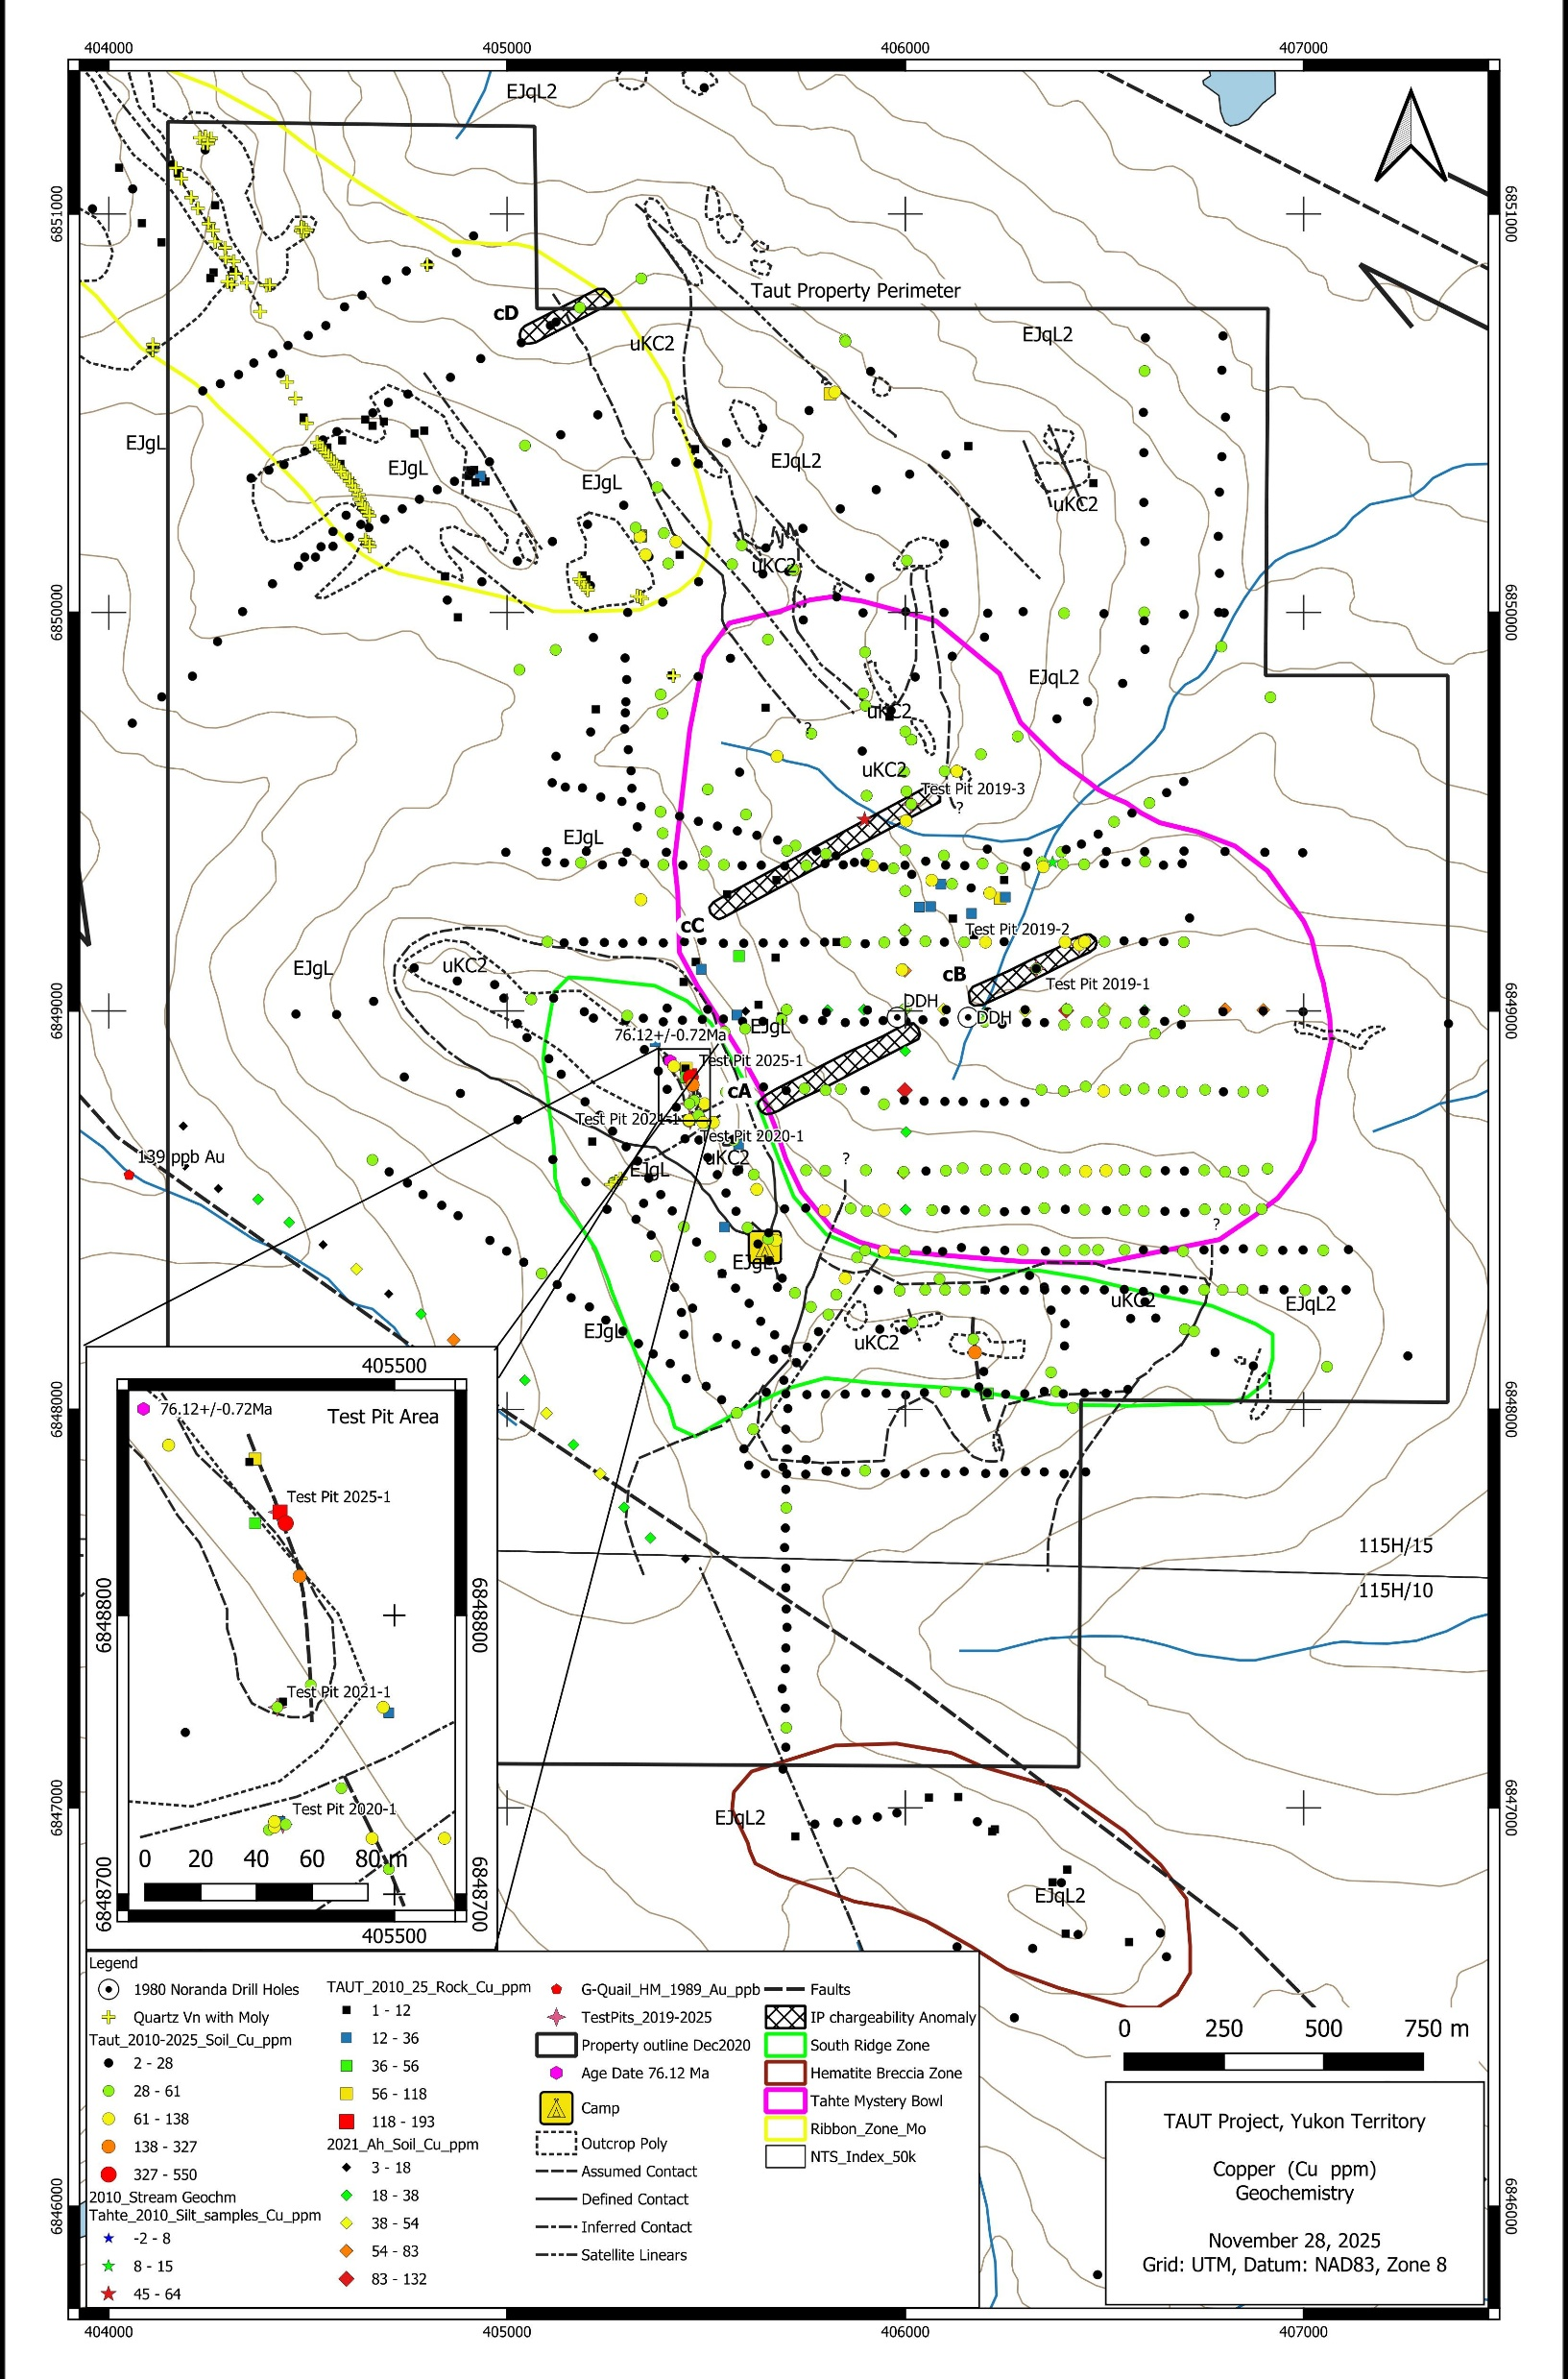 404000
405000
406000
407000
EJqL2
6851000
6851000
Taut Property Perimeter
cD
EJqL2
uKC2
EJgL
EJqL2
EJgL
EJgL
uKC2
uKC2
6850000
6850000
EJqL2
uKC2
?
uKC2
Test Pit 2019-3
?
EJgL
cC
Test Pit 2019-2
uKC2
EJgL
cB
Test Pit 2019-1
DDH
DDH
6849000
6849000
EJgL
76.12+/-0.72Ma
Test Pit 2025-1
cA
Test Pit 2021-1
Test Pit 2020-1
139 ppb Au
uKC2
?
EJgL
?
EJgL
uKC2
EJqL2
EJgL
uKC2
405500
6848000
6848000
76.12+/-0.72Ma
Test Pit Area
Test Pit 2025-1
115H/15
115H/10
6848800
6848800
Test Pit 2021-1
Test Pit 2020-1
6847000
6847000
EJqL2
0 20 40 60 80 m
6848700
6848700
EJqL2
405500
Legend
1980 Noranda Drill Holes
Quartz Vn with Moly
Taut_2010-2025_Soil_Cu_ppm
2 - 28
28 - 61
61 - 138
138 - 327
327 - 550
2010_Stream Geochm
Tahte_2010_Silt_samples_Cu_ppm
-2 - 8
8 - 15
45 - 64
TAUT_2010_25_Rock_Cu_ppm
1 - 12
12 - 36
36 - 56
56 - 118
118 - 193
2021_Ah_Soil_Cu_ppm
3 - 18
18 - 38
38 - 54
54 - 83
83 - 132
G-Quail_HM_1989_Au_ppb
TestPits_2019-2025
Property outline Dec2020
Age Date 76.12 Ma
Camp
Outcrop Poly
Assumed Contact
Defined Contact
Inferred Contact
Satellite Linears
Faults
IP chargeability Anomaly
South Ridge Zone
Hematite Breccia Zone
Tahte Mystery Bowl
Ribbon_Zone_Mo
NTS_Index_50k
0 250 500 750 m
TAUT Project, Yukon Territory
Copper (Cu ppm)
Geochemistry
November 28, 2025
Grid: UTM, Datum: NAD83, Zone 8
6846000
6846000
404000
405000
406000
407000